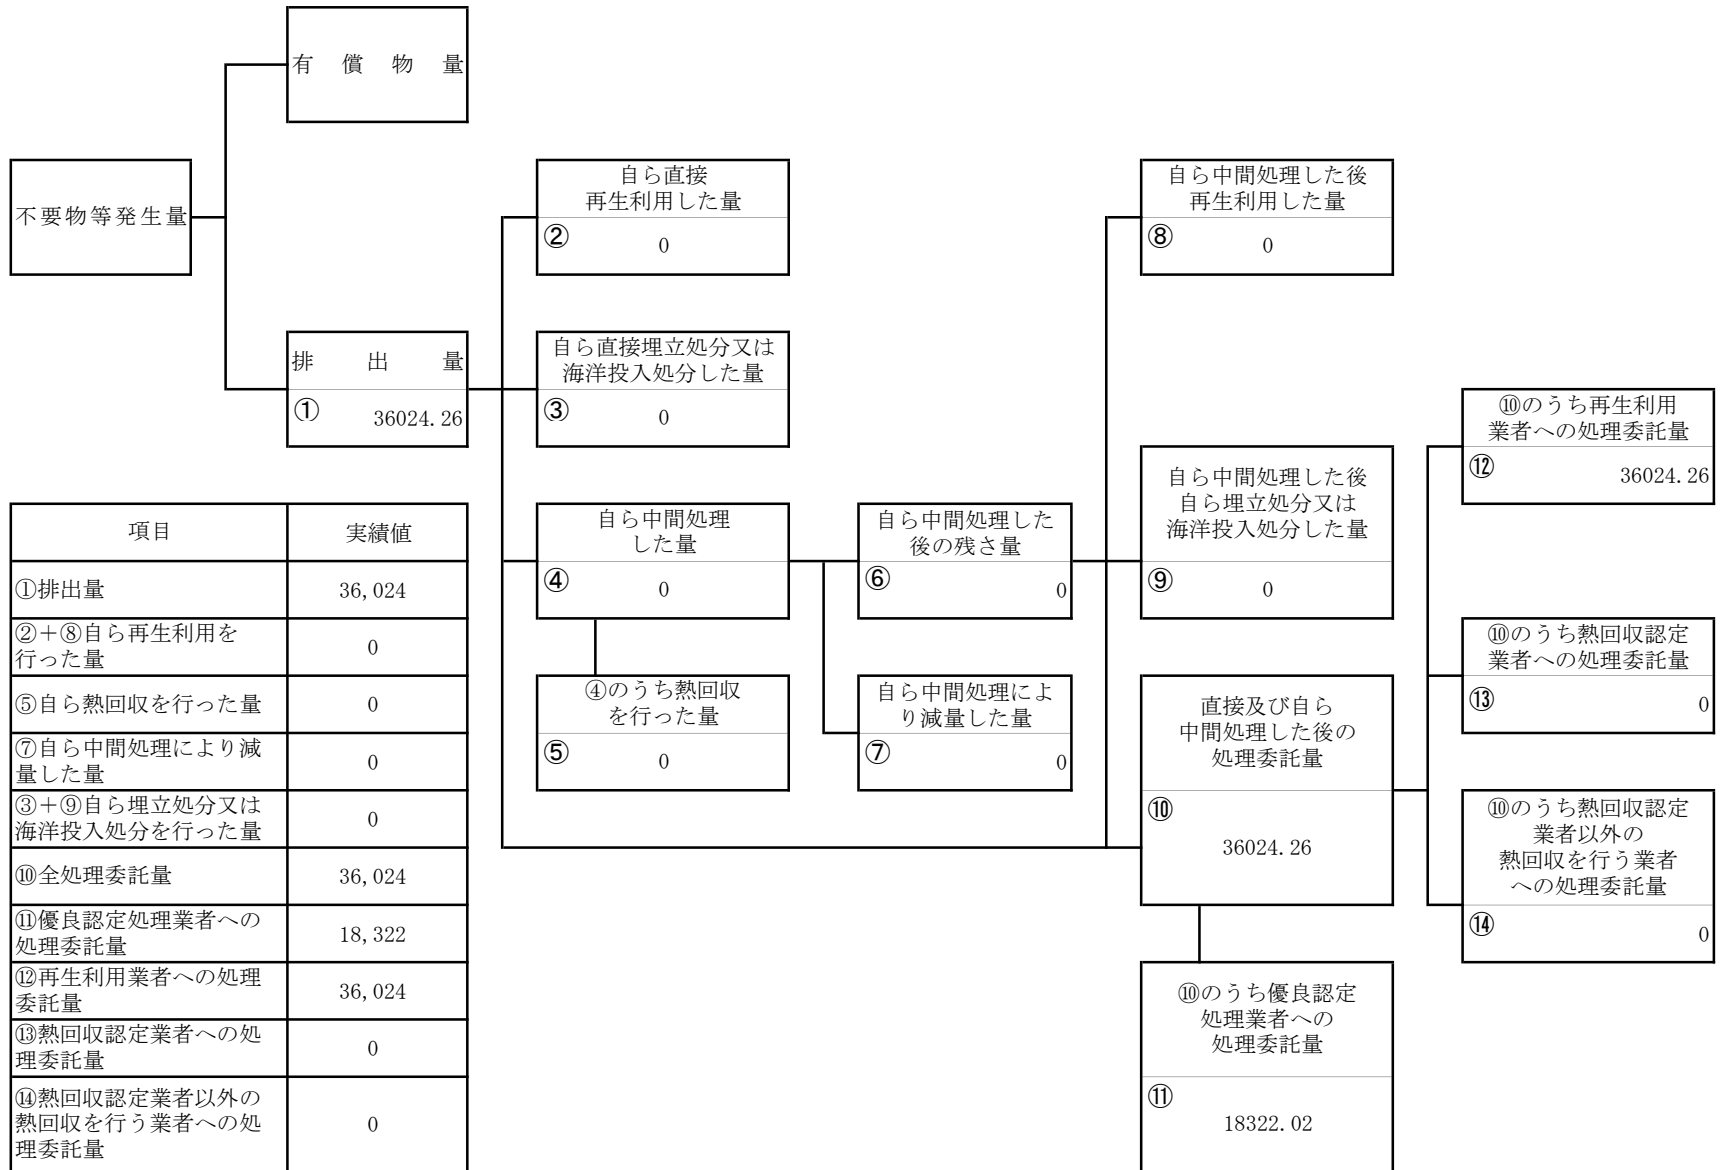 有償物量
不要物等発生量
自ら直接
再生利用した量
② 0
自ら中間処理した後
再生利用した量
⑧ 0
排出量
① 36024.26
自ら直接埋立処分又は
海洋投入処分した量
③ 0
⑩のうち再生利用
業者への処理委託量
⑫ 36024.26
自ら中間処理
した量
④ 0
自ら中間処理した
後の残さ量
⑥ 0
自ら中間処理した後
自ら埋立処分又は
海洋投入処分した量
⑨ 0
⑩のうち熱回収認定
業者への処理委託量
⑬ 0
④のうち熱回収
を行った量
⑤ 0
自ら中間処理によ
り減量した量
⑦ 0
直接及び自ら
中間処理した後の
処理委託量
⑩
36024.26
⑩のうち熱回収認定
業者以外の
熱回収を行う業者
への処理委託量
⑭ 0
⑩のうち優良認定
処理業者への
処理委託量
⑪
18322.02
項目 実績値
①排出量 36,024
②＋⑧自ら再生利用を
行った量 0
⑤自ら熱回収を行った量 0
⑦自ら中間処理により減
量した量 0
③＋⑨自ら埋立処分又は
海洋投入処分を行った量 0
⑩全処理委託量 36,024
⑪優良認定処理業者への
処理委託量 18,322
⑫再生利用業者への処理
委託量 36,024
⑬熱回収認定業者への処
理委託量 0
⑭熱回収認定業者以外の
熱回収を行う業者への処
理委託量 0